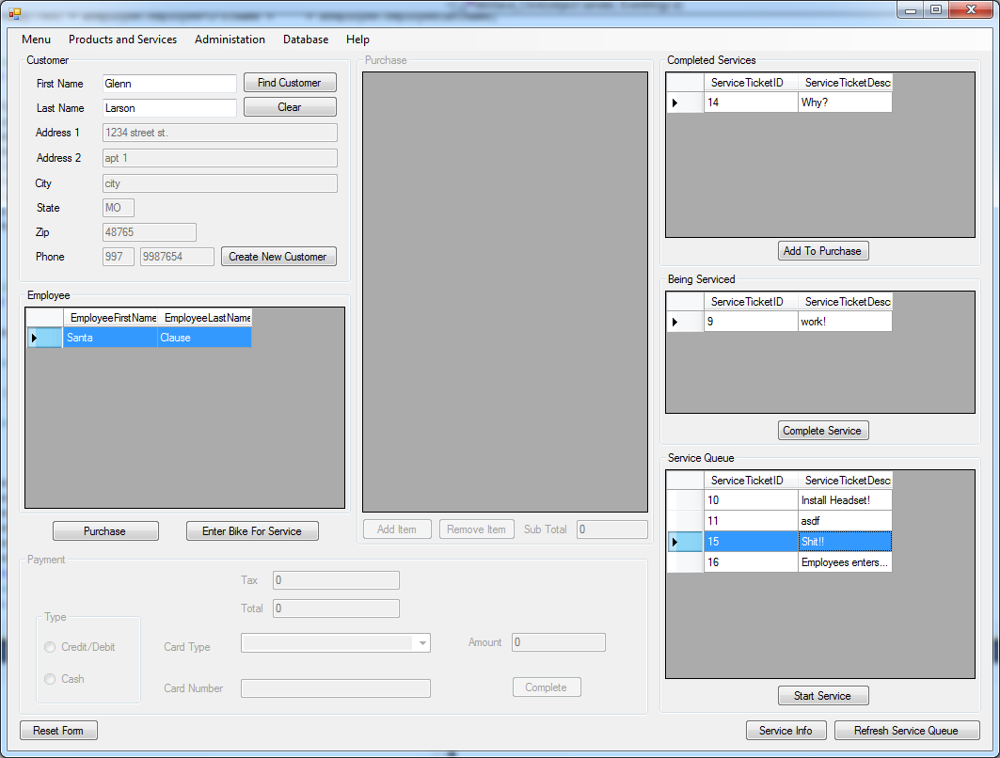 Menu Products and Services Administation Database Help
Customer
First Name Glenn Find Customer
Last Name Larson Clear
Address 1 1234 street st.
Address 2 apt 1
City city
State MO
Zip 48765
Phone 997 9987654 Create New Customer
Employee
EmployeeFirstName EmployeeLastName
Santa Clause
Purchase Enter Bike For Service
Purchase
Add Item Remove Item Sub Total 0
Completed Services
ServiceTicketID ServiceTicketDesc
14 Why?
Add To Purchase
Being Serviced
ServiceTicketID ServiceTicketDesc
9 work!
Complete Service
Service Queue
ServiceTicketID ServiceTicketDesc
10 Install Headset!
11 asdf
15 Shit!!
16 Employees enters...
Start Service
Payment
Tax 0
Total 0
Type
Credit/Debit
Cash
Card Type
Amount 0
Card Number
Complete
Reset Form Service Info Refresh Service Queue